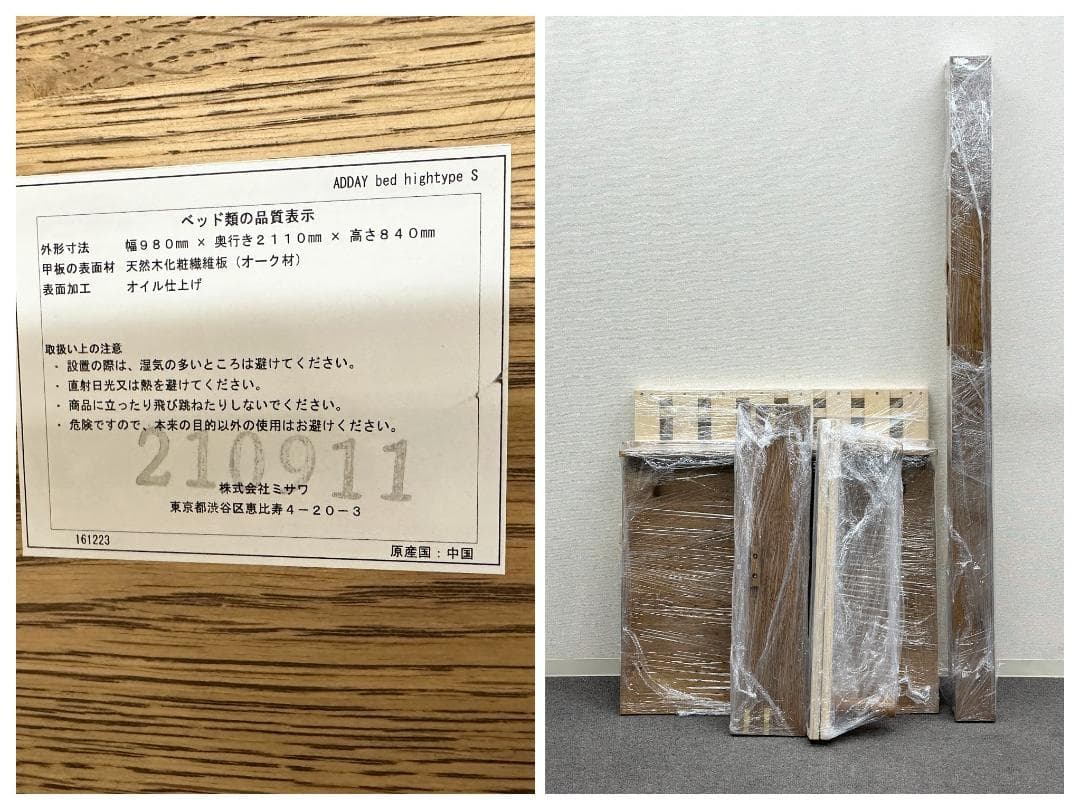 ADDAY bed hightype S
ベッド類の品質表示
外形寸法 幅980㎜ × 奥行き2110㎜ × 高さ840㎜
甲板の表面材 天然木化粧繊維板（オーク材）
表面加工 オイル仕上げ
取扱い上の注意
・ 設置の際は、湿気の多いところは避けてください。
・ 直射日光又は熱を避けてください。
・ 商品に立ったり飛び跳ねたりしないでください。
・ 危険ですので、本来の目的以外の使用はお避けください。
210911
株式会社ミサワ
東京都渋谷区恵比寿4－20－3
161223
原産国：中国